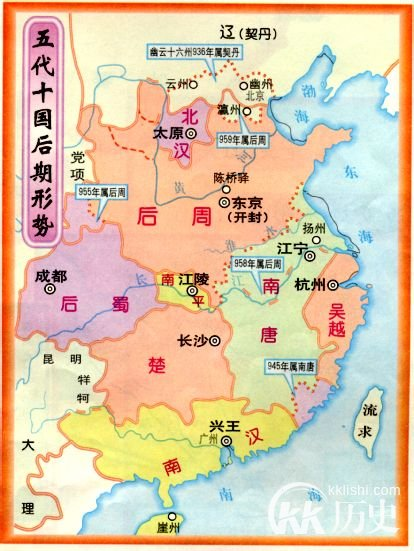 五代十国后期形势
辽(契丹)
幽云十六州936年属契丹
云州
幽州
北京
瀛州
渤
海
北
汉
太原
959年属后周
党
项
黄
河
陈桥驿
东京
(开封)
955年属后周
后
周
东
海
淮
扬州
江宁
958年属后周
成都
后
蜀
长
江
南
平
江陵
杭州
吴
越
南
唐
长沙
楚
昆
明
牂
牁
945年属南唐
流
求
大
理
兴王
广州
南
汉
崖州
南
海
kklishi.com
KK历史